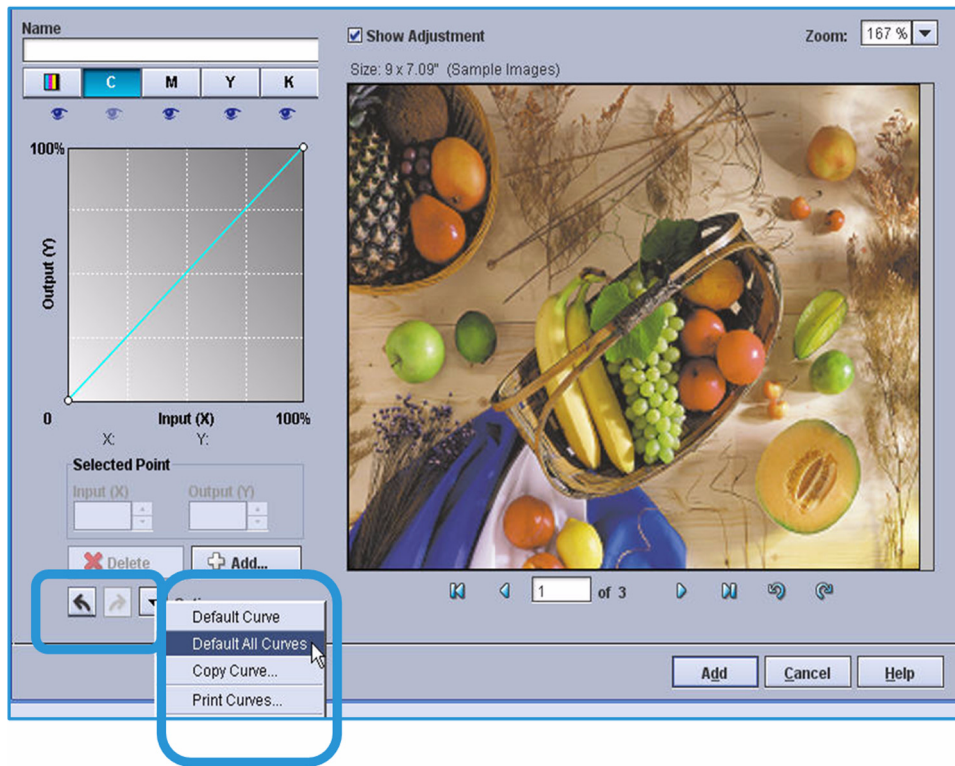 Name
Show Adjustment
Zoom: 167 %
Size: 9 x 7.09" (Sample Images)
C M Y K
100%
Output (Y)
0 Input (X) 100%
X: Y:
Selected Point
Input (X) Output (Y)
Delete Add...
1 of 3
Default Curve
Default All Curves
Copy Curve...
Print Curves...
Add Cancel Help